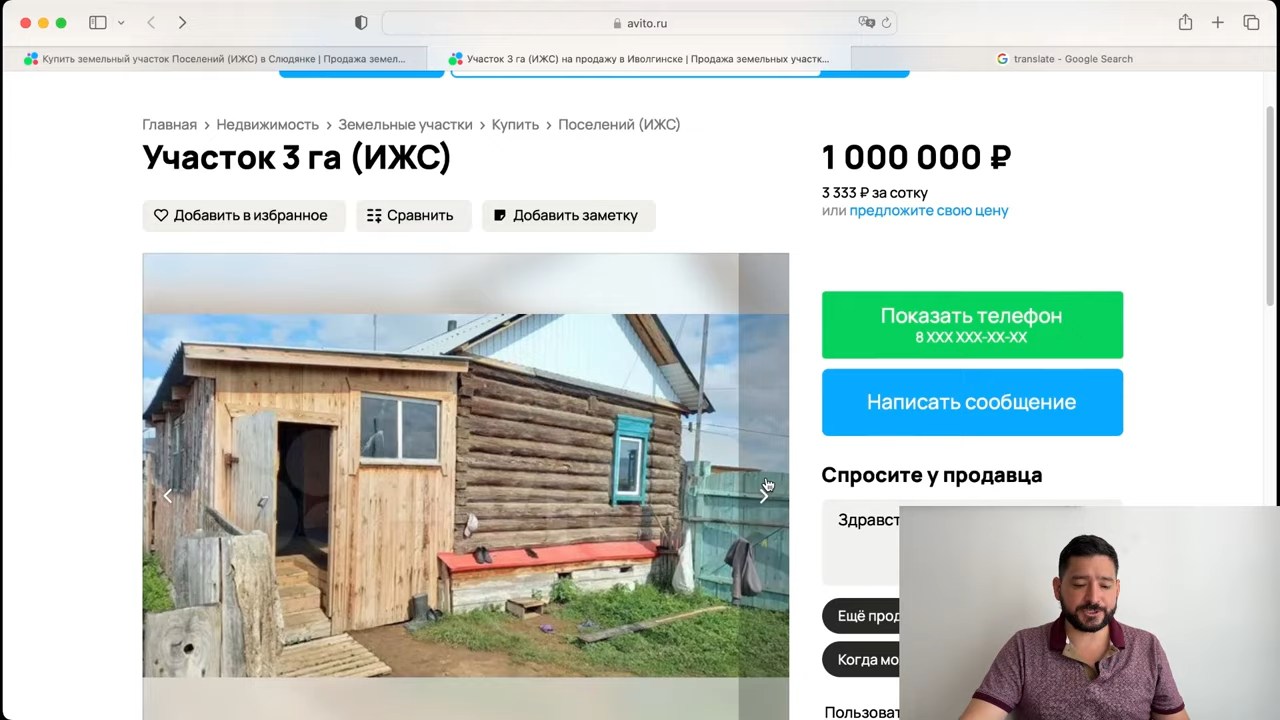 avito.ru
Купить земельный участок Поселений (ИЖС) в Слюдянке | Продажа земел...
Участок 3 га (ИЖС) на продажу в Иволгинске | Продажа земельных участк...
translate - Google Search
Главная > Недвижимость > Земельные участки > Купить > Поселений (ИЖС)
Участок 3 га (ИЖС)
1 000 000 ₽
3 333 ₽ за сотку
или предложите свою цену
Добавить в избранное
Сравнить
Добавить заметку
Показать телефон
8 XXX XXX-XX-XX
Написать сообщение
Спросите у продавца
Здравст
Ещё прод
Когда мо
Пользоват